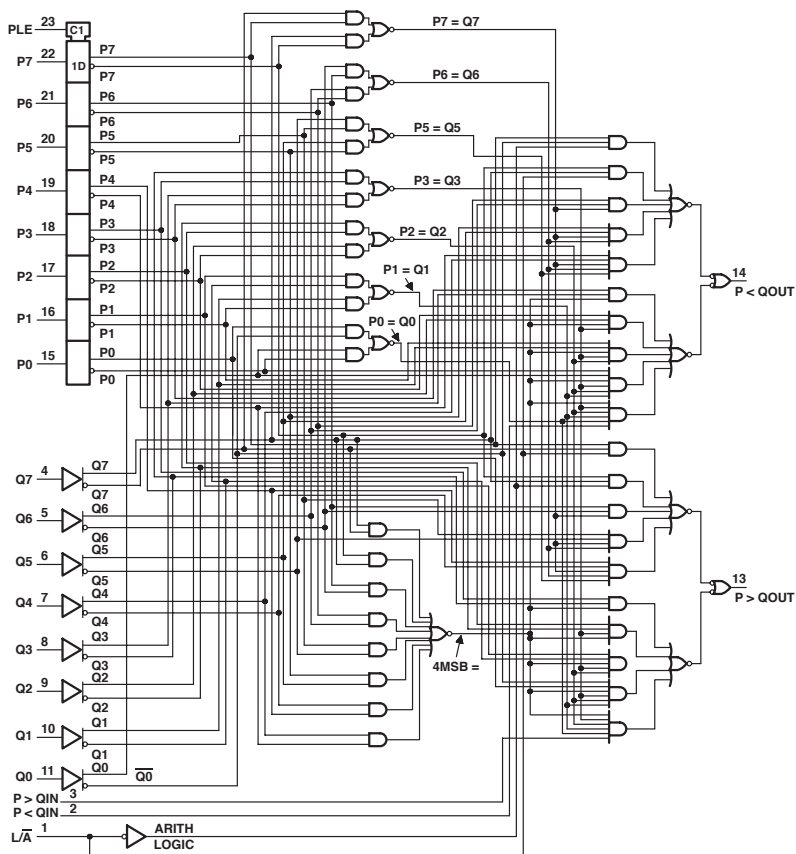 PLE 23 C1
P7 22 1D P7
P7
P6 21 P6
P6
P5 20 P5
P5
P4 19 P4
P4
P3 18 P3
P3
P2 17 P2
P2
P1 16 P1
P1
P0 15 P0
P0
P7 = Q7
P6 = Q6
P5 = Q5
P3 = Q3
P2 = Q2
P1 = Q1
P0 = Q0
14
P < QOUT
Q7 4 Q7
Q7
Q6 5 Q6
Q6
Q5 6 Q5
Q5
Q4 7 Q4
Q4
Q3 8 Q3
Q3
Q2 9 Q2
Q2
Q1 10 Q1
Q1
Q0 11 Q0
Q0
4MSB =
13
P > QOUT
P > QIN 3
P < QIN 2
L/A 1
ARITH
LOGIC